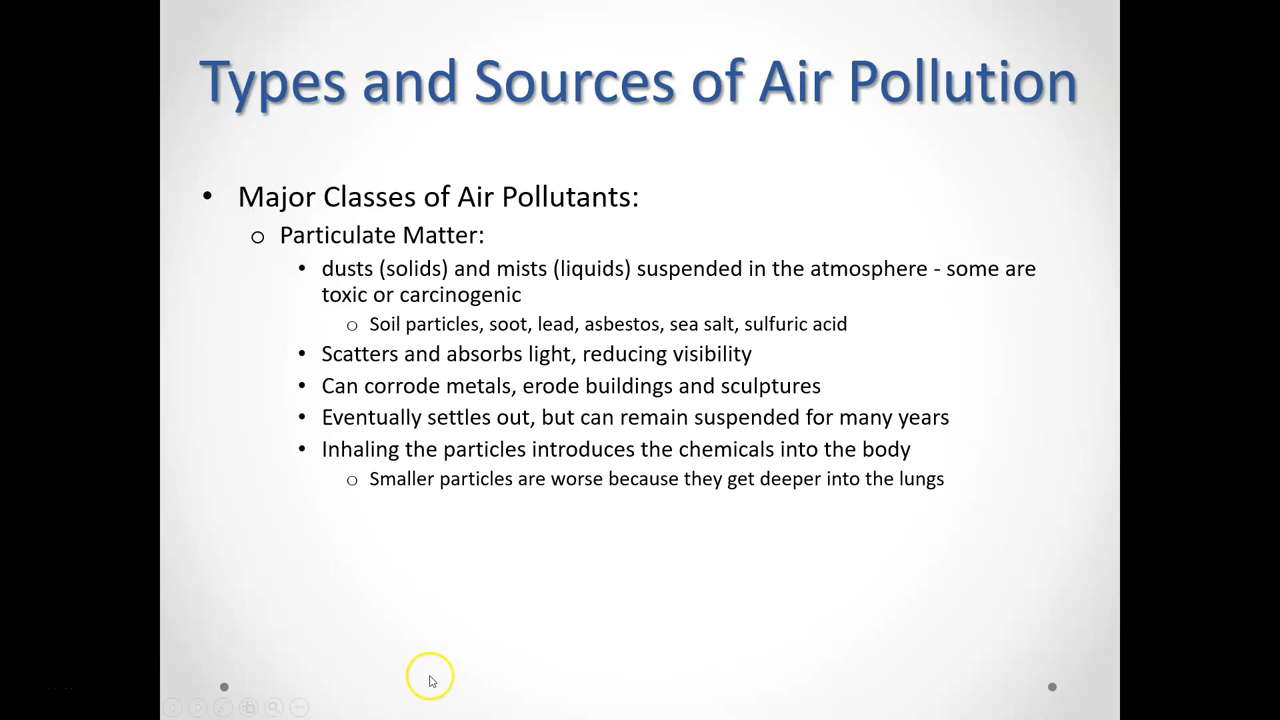 Types and Sources of Air Pollution
• Major Classes of Air Pollutants:
o Particulate Matter:
• dusts (solids) and mists (liquids) suspended in the atmosphere - some are
toxic or carcinogenic
o Soil particles, soot, lead, asbestos, sea salt, sulfuric acid
• Scatters and absorbs light, reducing visibility
• Can corrode metals, erode buildings and sculptures
• Eventually settles out, but can remain suspended for many years
• Inhaling the particles introduces the chemicals into the body
o Smaller particles are worse because they get deeper into the lungs